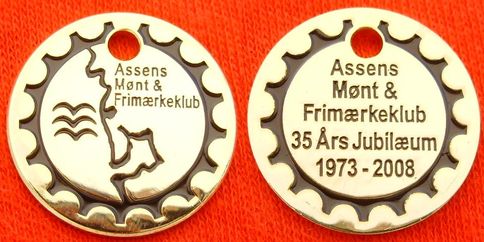 Assens
Mønt &
Frimærkeklub
Assens
Mønt &
Frimærkeklub
35 Års Jubilæum
1973 - 2008